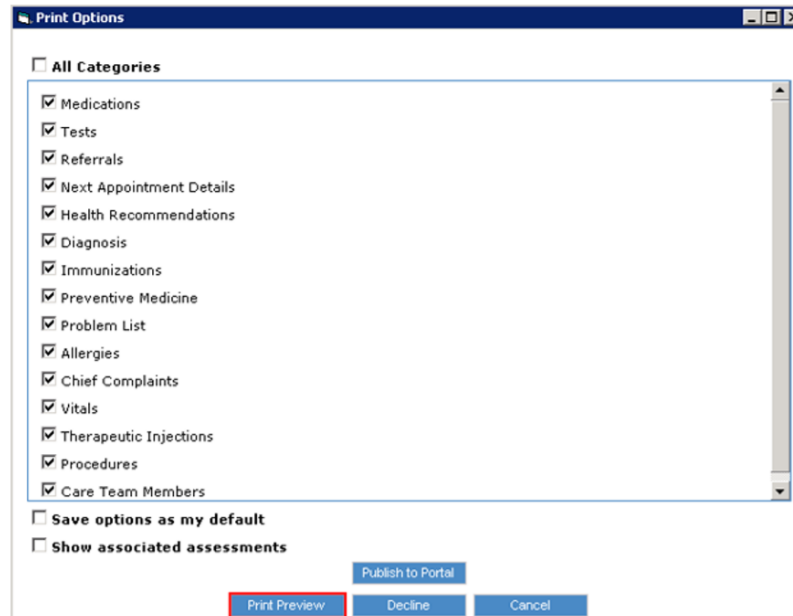 Print Options
All Categories
Medications
Tests
Referrals
Next Appointment Details
Health Recommendations
Diagnosis
Immunizations
Preventive Medicine
Problem List
Allergies
Chief Complaints
Vitals
Therapeutic Injections
Procedures
Care Team Members
Save options as my default
Show associated assessments
Publish to Portal
Print Preview Decline Cancel